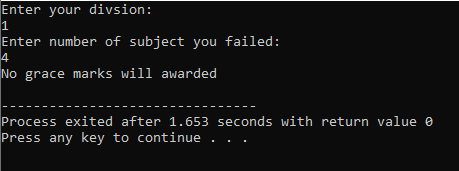 Enter your divsion:
1
Enter number of subject you failed:
4
No grace marks will awarded
--------------------------------
Process exited after 1.653 seconds with return value 0
Press any key to continue . . .